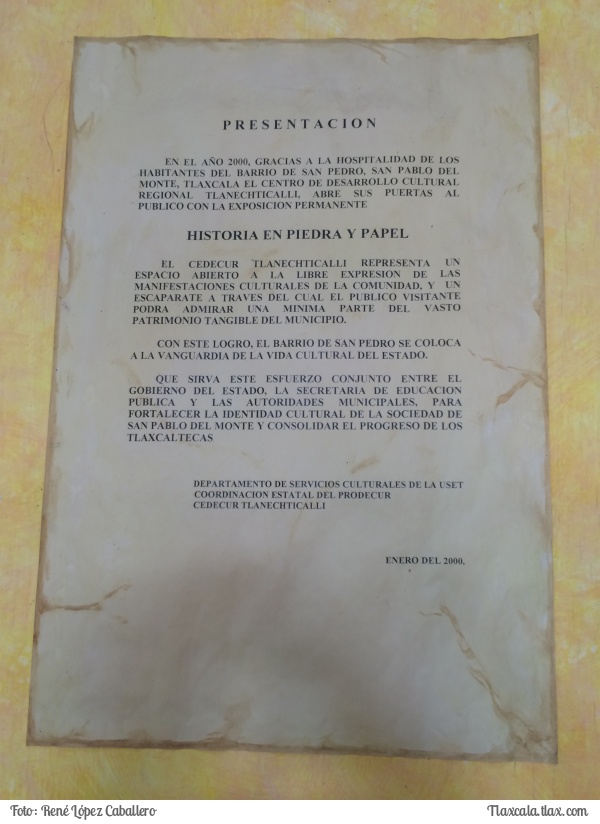 PRESENTACION
EN EL AÑO 2000, GRACIAS A LA HOSPITALIDAD DE LOS
HABITANTES DEL BARRIO DE SAN PEDRO, SAN PABLO DEL
MONTE, TLAXCALA EL CENTRO DE DESARROLLO CULTURAL
REGIONAL TLANECHTICALLI, ABRE SUS PUERTAS AL
PUBLICO CON LA EXPOSICION PERMANENTE
HISTORIA EN PIEDRA Y PAPEL
EL CEDECUR TLANECHTICALLI REPRESENTA UN
ESPACIO ABIERTO A LA LIBRE EXPRESION DE LAS
MANIFESTACIONES CULTURALES DE LA COMUNIDAD, Y UN
ESCAPARATE A TRAVES DEL CUAL EL PUBLICO VISITANTE
PODRA ADMIRAR UNA MINIMA PARTE DEL VASTO
PATRIMONIO TANGIBLE DEL MUNICIPIO.
CON ESTE LOGRO, EL BARRIO DE SAN PEDRO SE COLOCA
A LA VANGUARDIA DE LA VIDA CULTURAL DEL ESTADO.
QUE SIRVA ESTE ESFUERZO CONJUNTO ENTRE EL
GOBIERNO DEL ESTADO, LA SECRETARIA DE EDUCACION
PUBLICA Y LAS AUTORIDADES MUNICIPALES, PARA
FORTALECER LA IDENTIDAD CULTURAL DE LA SOCIEDAD DE
SAN PABLO DEL MONTE Y CONSOLIDAR EL PROGRESO DE LOS
TLAXCALTECAS
DEPARTAMENTO DE SERVICIOS CULTURALES DE LA USET
COORDINACION ESTATAL DEL PRODECUR
CEDECUR TLANECHTICALLI
ENERO DEL 2000,
Foto: René López Caballero
Tlaxcala.tlax.com